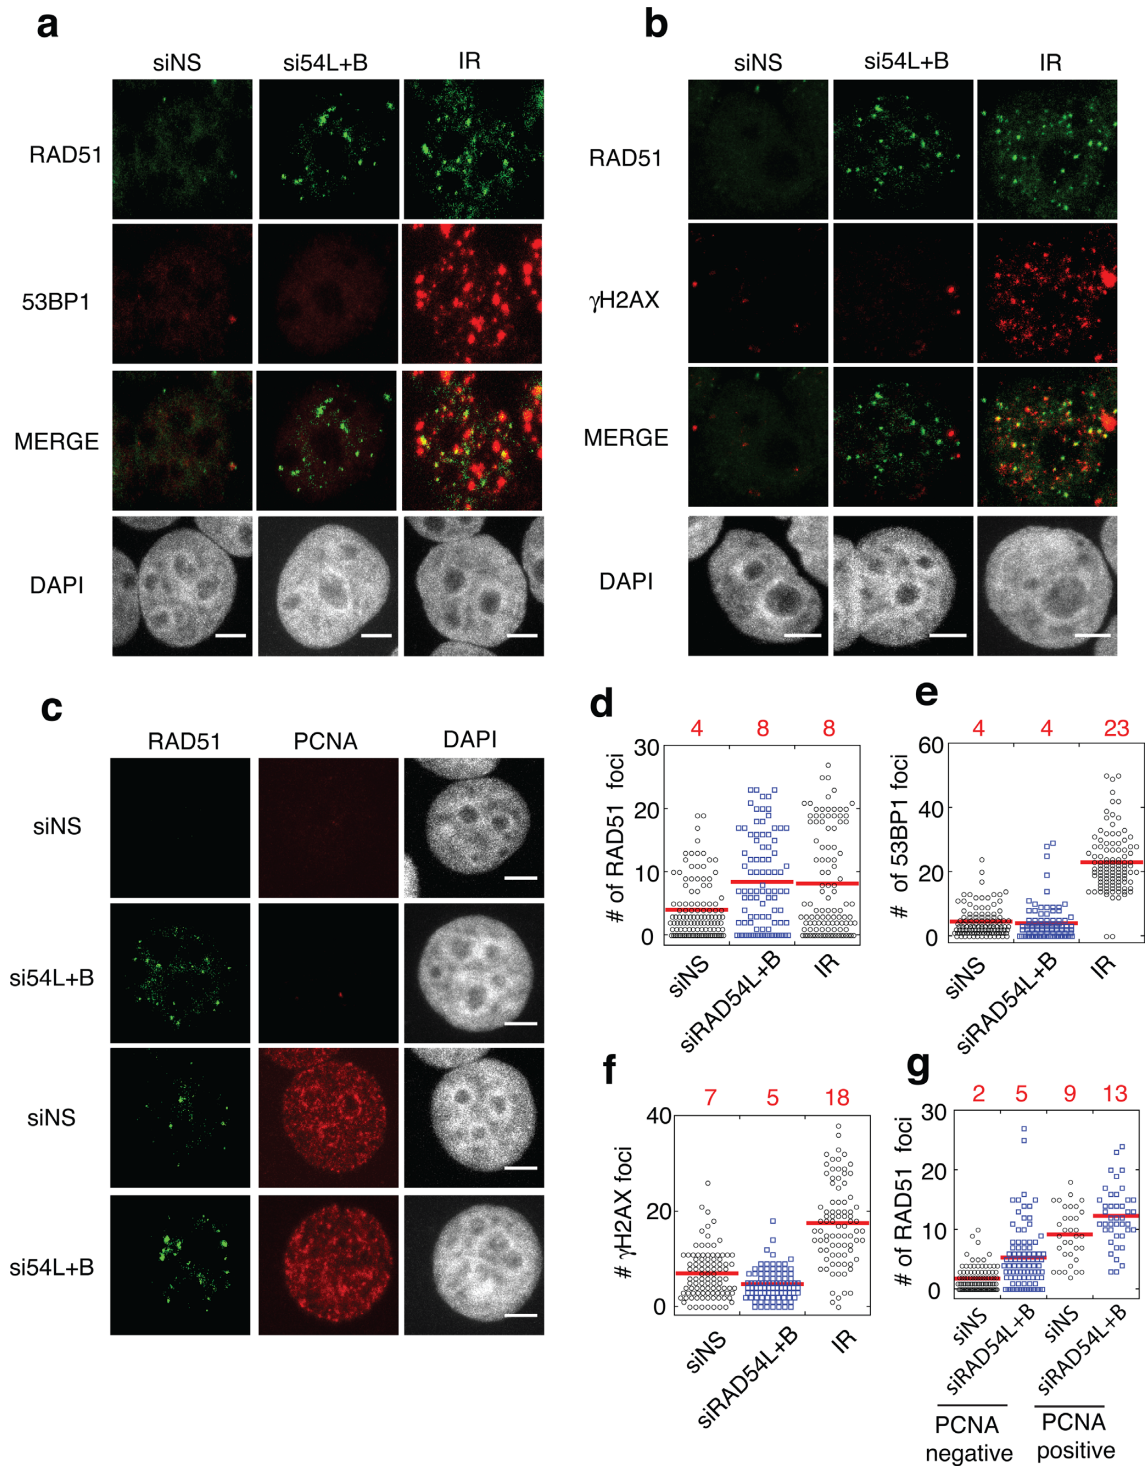 a
siNS si54L+B IR
RAD51
53BP1
MERGE
DAPI
b
siNS si54L+B IR
RAD51
γH2AX
MERGE
DAPI
c
RAD51 PCNA DAPI
siNS
si54L+B
siNS
si54L+B
d
4 8 8
# of RAD51 foci
30
20
10
0
siNS siRAD54L+B IR
e
4 4 23
# of 53BP1 foci
60
40
20
0
siNS siRAD54L+B IR
f
7 5 18
# γH2AX foci
40
20
0
siNS siRAD54L+B IR
g
2 5 9 13
# of RAD51 foci
30
20
10
0
siNS siRAD54L+B siNS siRAD54L+B
PCNA negative
PCNA positive